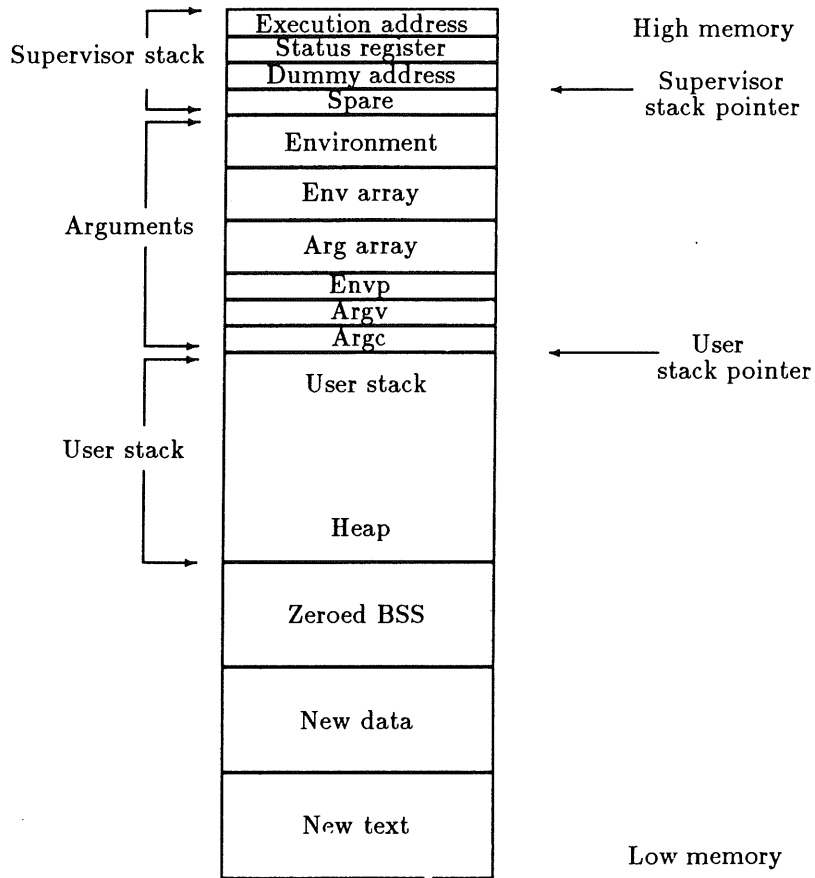 Execution address
High memory
Status register
Supervisor stack
Dummy address
Supervisor
stack pointer
Spare
Environment
Env array
Arguments
Arg array
Envp
Argv
Argc
User
stack pointer
User stack
User stack
Heap
Zeroed BSS
New data
New text
Low memory